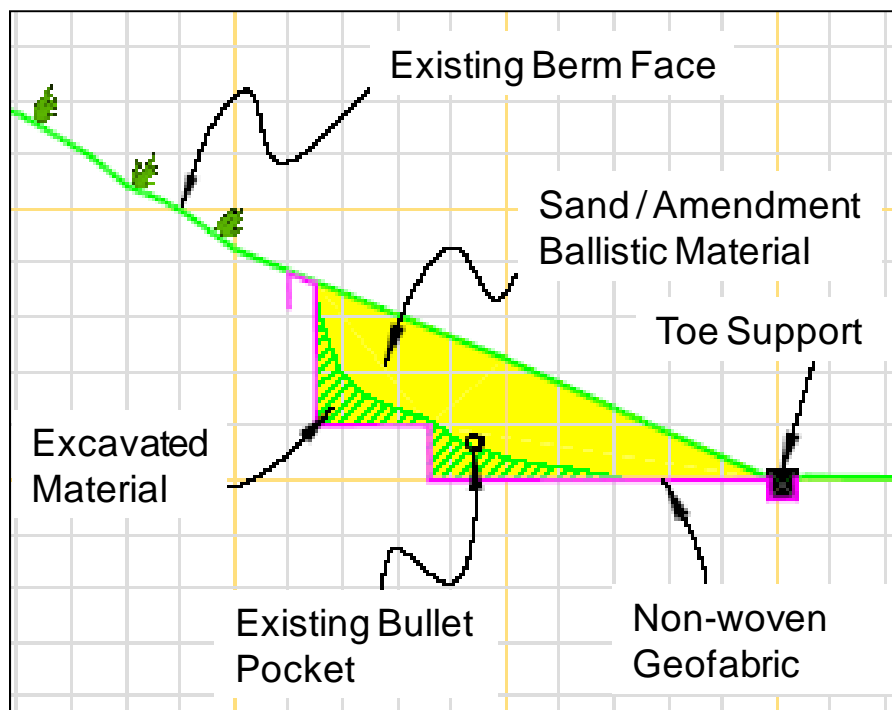 Existing Berm Face
Sand / Amendment
Ballistic Material
Toe Support
Excavated
Material
Existing Bullet
Pocket
Non-woven
Geofabric